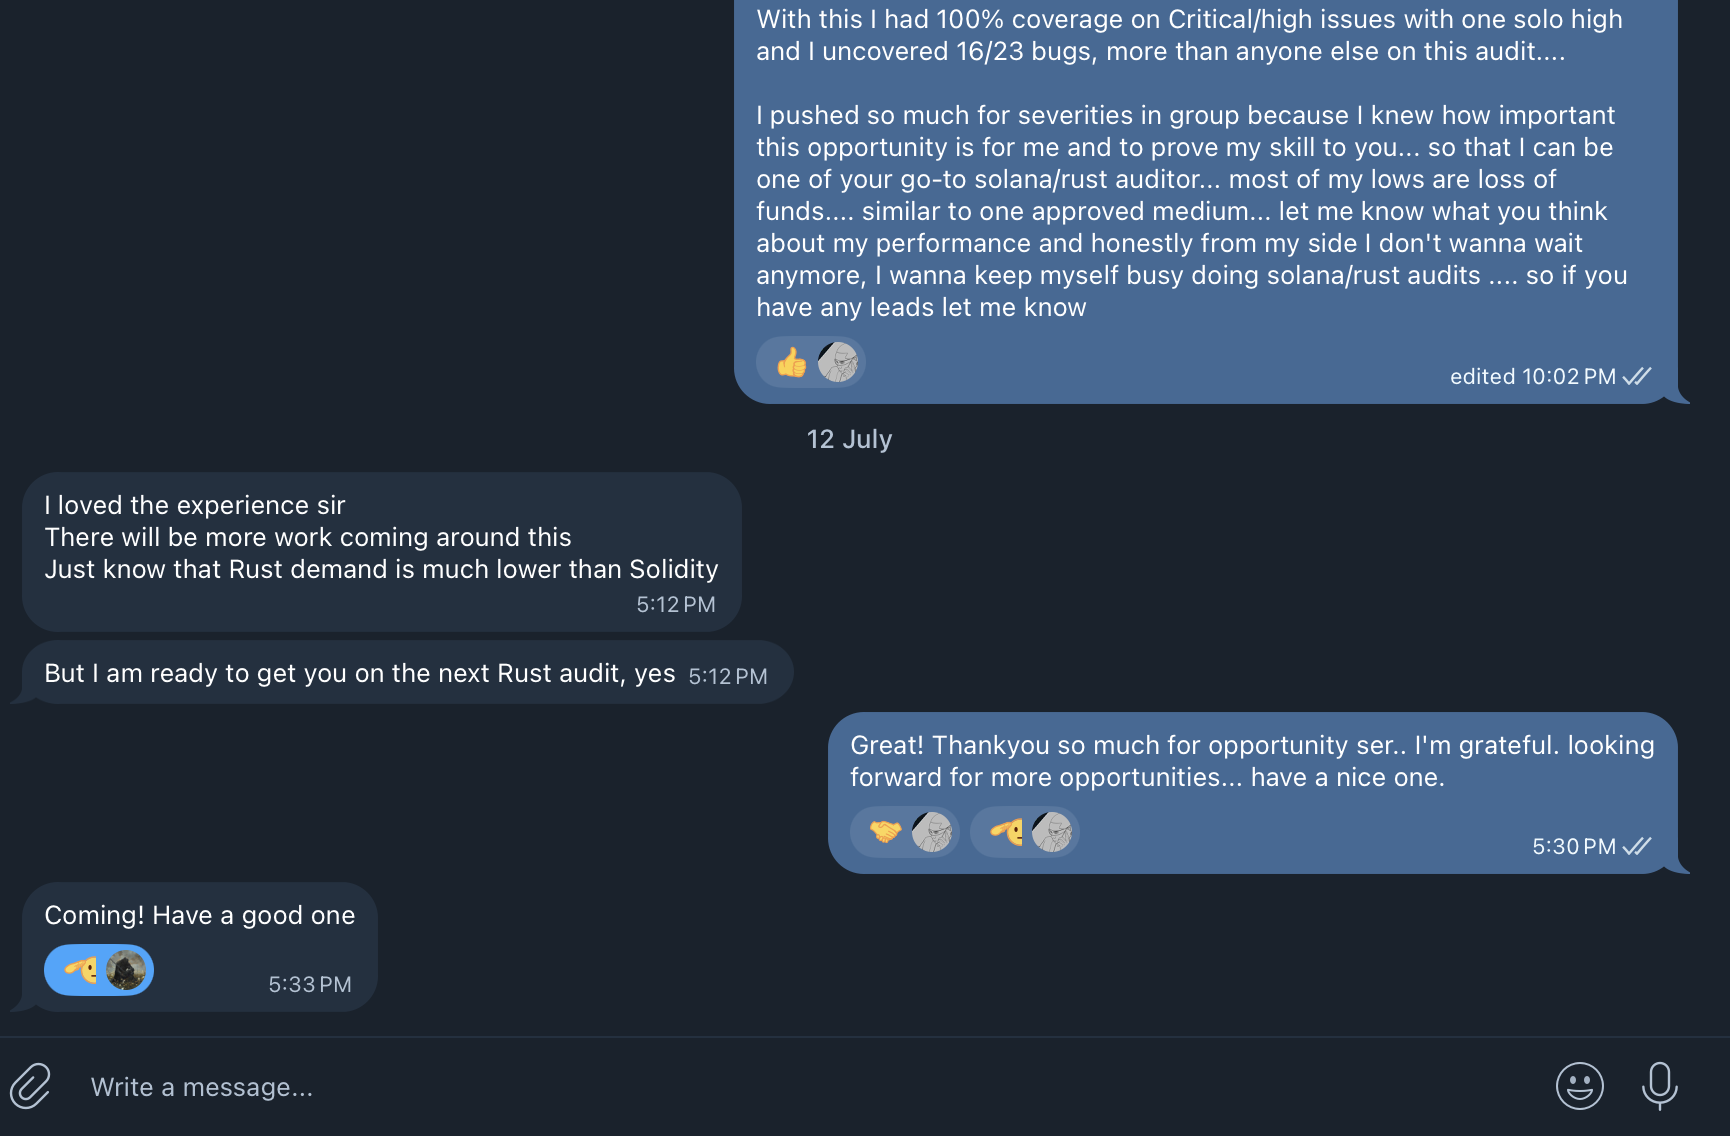 With this I had 100% coverage on Critical/high issues with one solo high
and I uncovered 16/23 bugs, more than anyone else on this audit....
I pushed so much for severities in group because I knew how important
this opportunity is for me and to prove my skill to you... so that I can be
one of your go-to solana/rust auditor... most of my lows are loss of
funds.... similar to one approved medium... let me know what you think
about my performance and honestly from my side I don't wanna wait
anymore, I wanna keep myself busy doing solana/rust audits .... so if you
have any leads let me know
edited 10:02 PM
12 July
I loved the experience sir
There will be more work coming around this
Just know that Rust demand is much lower than Solidity
5:12 PM
But I am ready to get you on the next Rust audit, yes 5:12 PM
Great! Thankyou so much for opportunity ser.. I'm grateful. looking
forward for more opportunities... have a nice one.
5:30 PM
Coming! Have a good one
5:33 PM
Write a message...